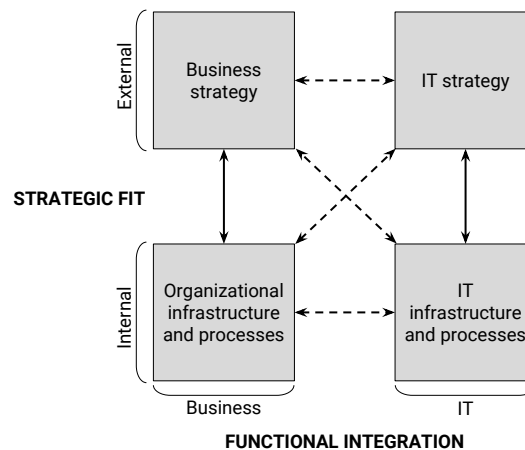 External
Business
strategy
IT strategy
STRATEGIC FIT
Internal
Organizational
infrastructure
and processes
IT
infrastructure
and processes
Business
IT
FUNCTIONAL INTEGRATION